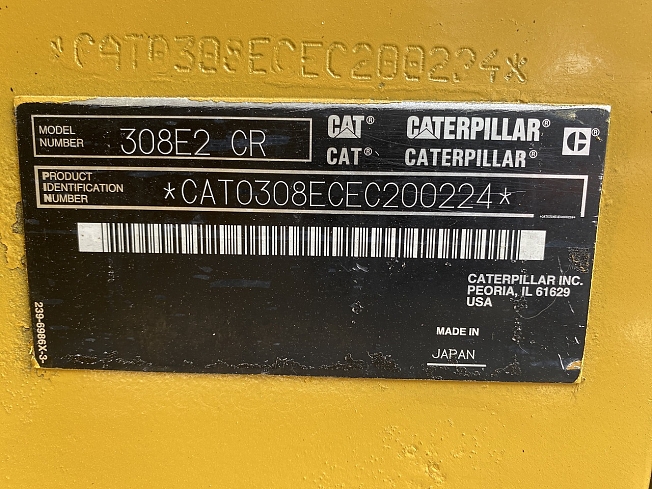 *CAT0308ECEC200224*
MODEL NUMBER 308E2 CR
CAT® CATERPILLAR® C®
CAT® CATERPILLAR®
PRODUCT IDENTIFICATION NUMBER *CAT0308ECEC200224*
CATERPILLAR INC.
PEORIA, IL 61629
USA
MADE IN
JAPAN
239-6986X-3